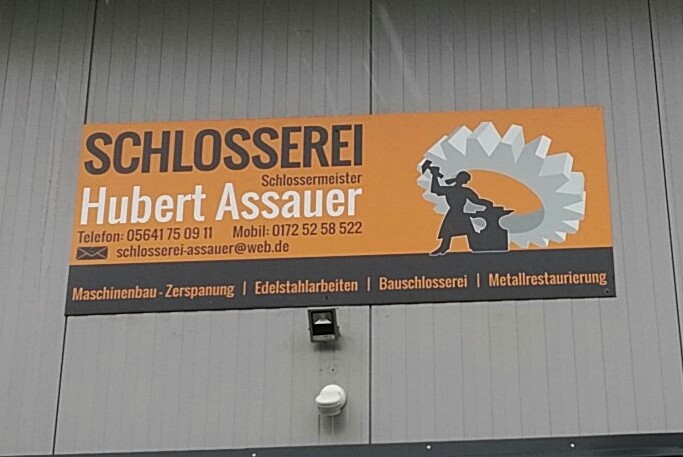 SCHLOSSEREI
Schlossermeister
Hubert Assauer
Telefon: 05641 75 09 11 Mobil: 0172 52 58 522
schlosserei-assauer@web.de
Maschinenbau - Zerspanung | Edelstahlarbeiten | Bauschlosserei | Metallrestaurierung